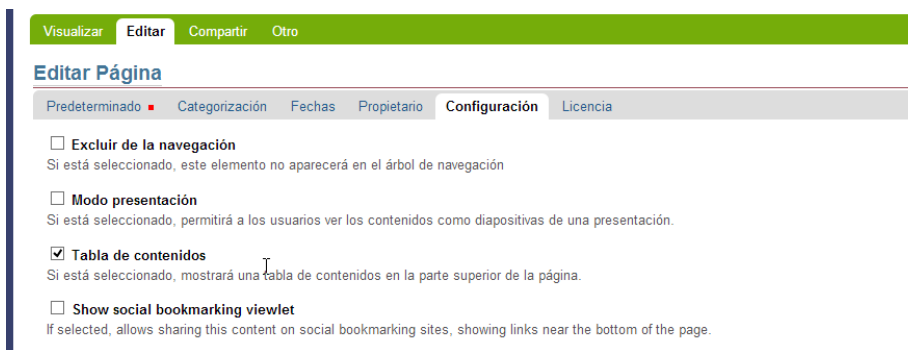 Visualizar Editar Compartir Otro
Editar Página
Predeterminado Categorización Fechas Propietario Configuración Licencia
Excluir de la navegación
Si está seleccionado, este elemento no aparecerá en el árbol de navegación
Modo presentación
Si está seleccionado, permitirá a los usuarios ver los contenidos como diapositivas de una presentación.
Tabla de contenidos
Si está seleccionado, mostrará una tabla de contenidos en la parte superior de la página.
Show social bookmarking viewlet
If selected, allows sharing this content on social bookmarking sites, showing links near the bottom of the page.